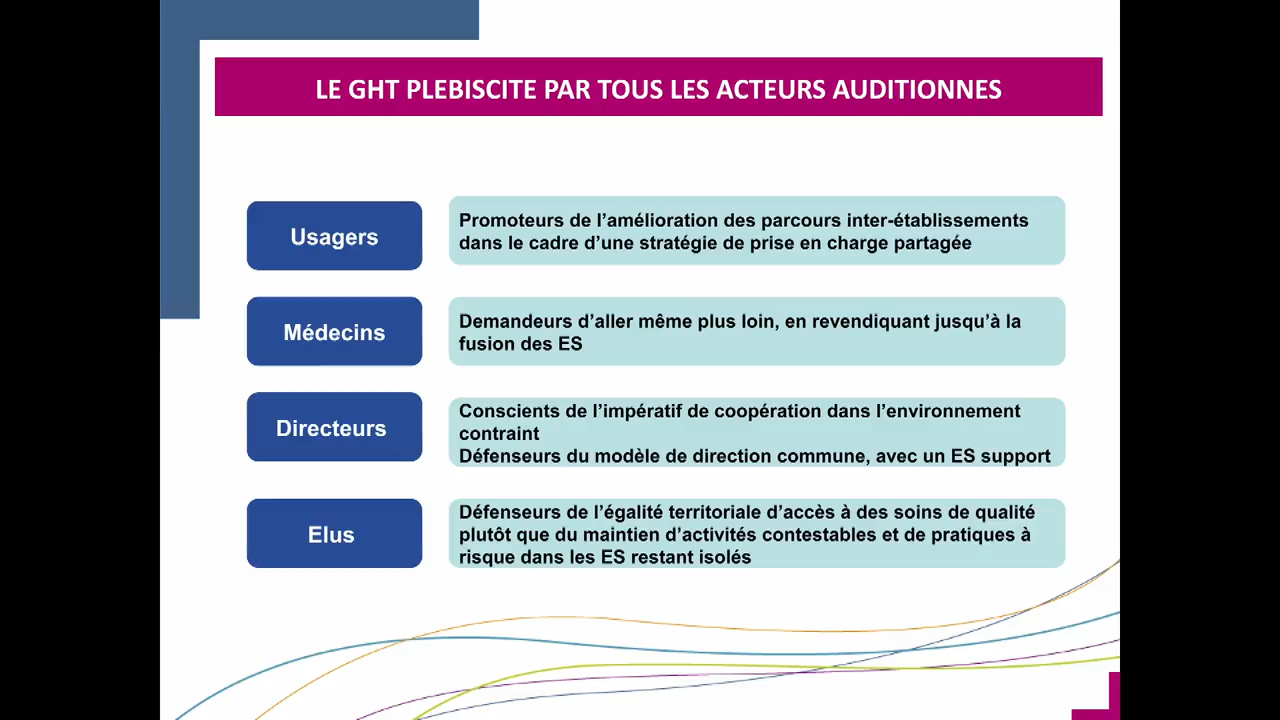 LE GHT PLEBISCITE PAR TOUS LES ACTEURS AUDITIONNES
Usagers
Promoteurs de l’amélioration des parcours inter-établissements
dans le cadre d’une stratégie de prise en charge partagée
Médecins
Demandeurs d’aller même plus loin, en revendiquant jusqu’à la
fusion des ES
Directeurs
Conscients de l’impératif de coopération dans l’environnement
contraint
Défenseurs du modèle de direction commune, avec un ES support
Elus
Défenseurs de l’égalité territoriale d’accès à des soins de qualité
plutôt que du maintien d’activités contestables et de pratiques à
risque dans les ES restant isolés